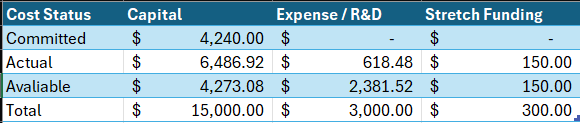 Cost Status Capital Expense / R&D Stretch Funding
Committed $ 4,240.00 $ - $ -
Actual $ 6,486.92 $ 618.48 $ 150.00
Avaliable $ 4,273.08 $ 2,381.52 $ 150.00
Total $ 15,000.00 $ 3,000.00 $ 300.00